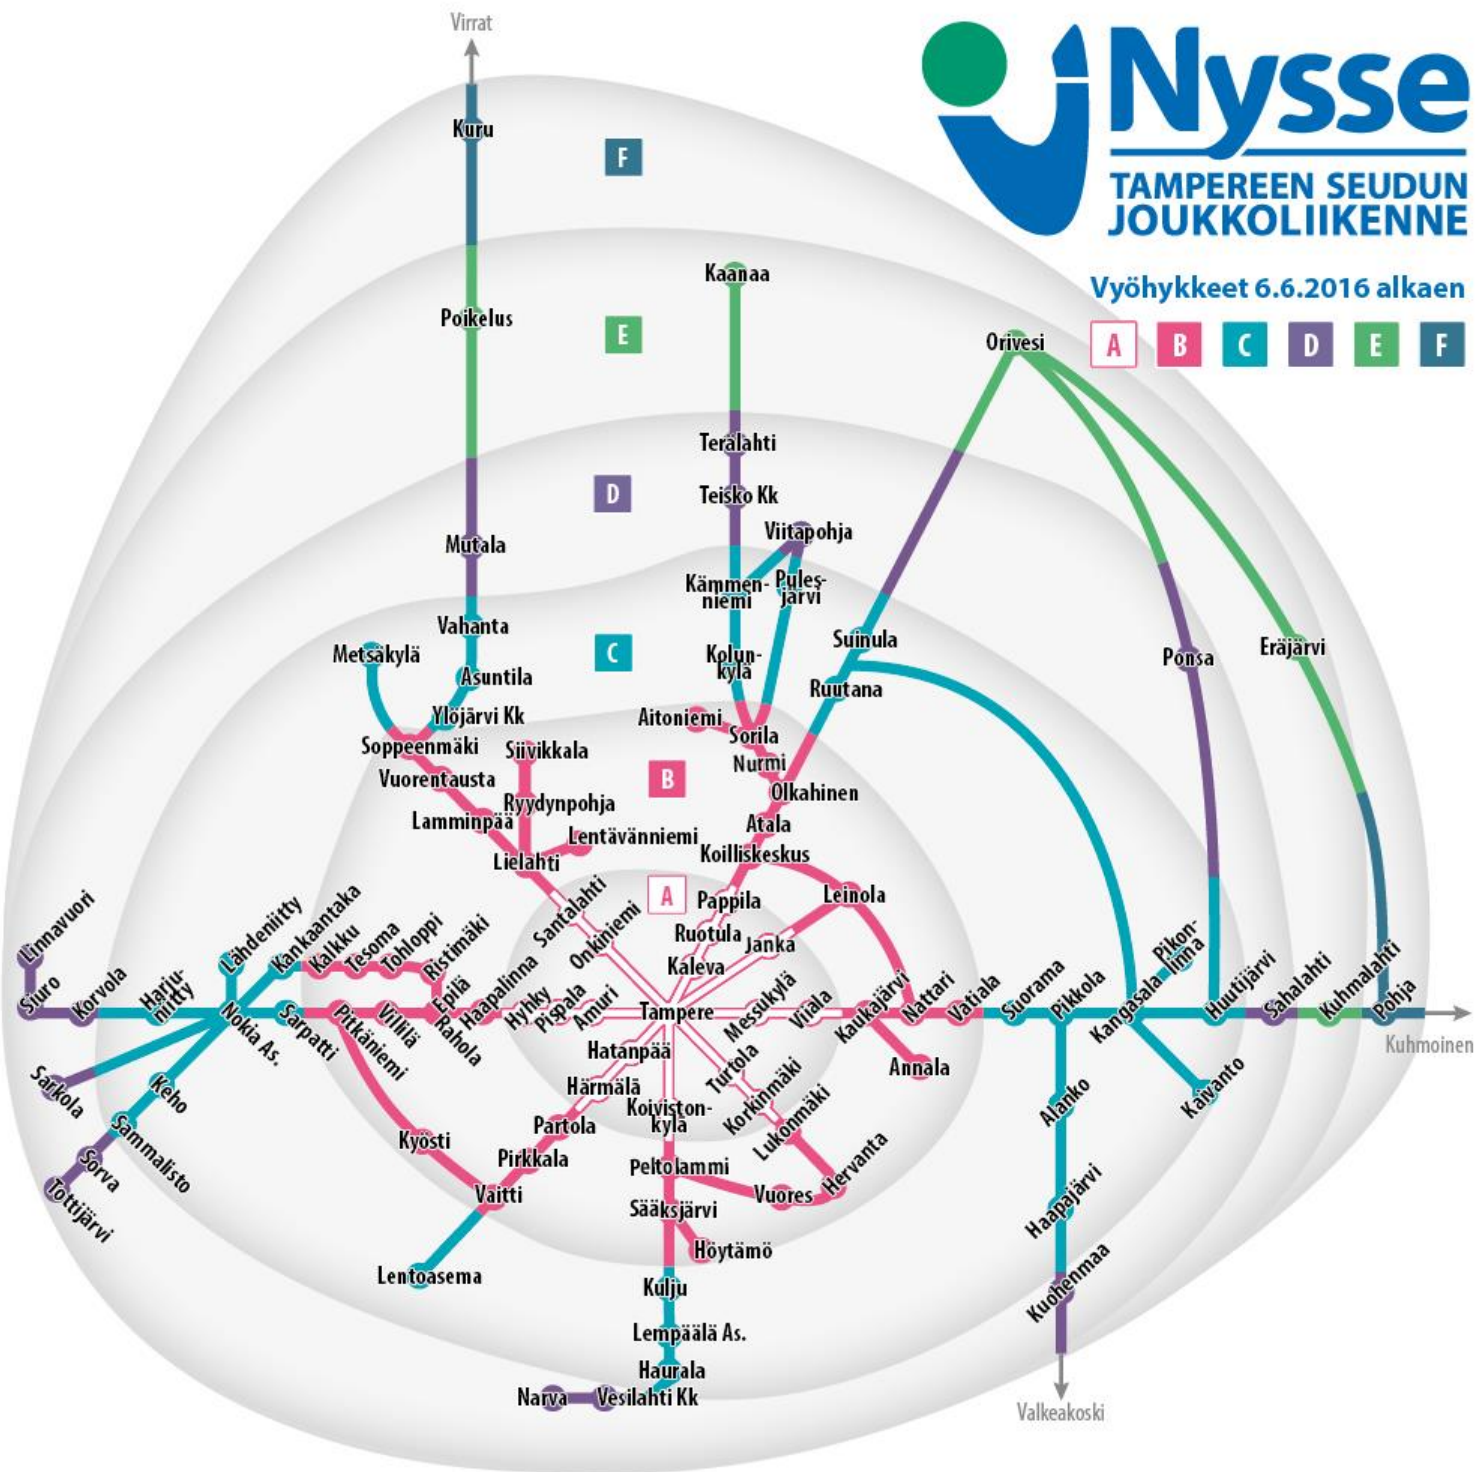 Virrat
Nysse
TAMPEREEN SEUDUN
JOUKKOLIIKENNE
Vyöhykkeet 6.6.2016 alkaen
A B C D E F
Kuru
F
Poikelus
E
Kaanaa
Orivesi
Terälahti
D
Teisko Kk
Viitapohja
Mutala
Kämmen-
niemi
Pules-
järvi
Vahanta
Metsäkylä
C
Kolun-
kylä
Suinula
Ponsa
Eräjärvi
Asuntila
Ruutana
Ylöjärvi Kk
Aitoniemi
Sorila
Soppeenmäki
Siivikkala
Nurmi
Vuorentausta
B
Olkahinen
Ryydynpohja
Lamminpää
Atala
Lentävänniemi
Lielahti
Koilliskeskus
A
Pappila
Leinola
Santalahti
Onkiniemi
Ruotula
Janka
Kaleva
Linnavuori
Siuro
Korvola
Harju-
niitty
Lähdeniitty
Kankaantaka
Kalkku
Tesoma
Tohloppi
Ristimäki
Nokia As.
Sarpatti
Pitkäniemi
Villilä
Epilä
Rahola
Haapalinna
Hyhky
Pispala
Amuri
Tampere
Messukylä
Viiala
Kaukajärvi
Nattari
Vatiala
Suorama
Pikkola
Kangasala
Pikon-
linna
Huutijärvi
Sahalahti
Kuhmalahti
Pohja
Kuhmoinen
Hatanpää
Turtola
Annala
Sarkola
Keho
Härmälä
Korkinmäki
Koiviston-
kylä
Lukonmäki
Alanko
Kaivanto
Sammalisto
Partola
Kyösti
Pirkkala
Peltolammi
Hervanta
Sorva
Tottijärvi
Vaitti
Vuores
Sääksjärvi
Haapajärvi
Höytämö
Lentoasema
Kulju
Kuohenmaa
Lempäälä As.
Haurala
Narva
Vesilahti Kk
Valkeakoski